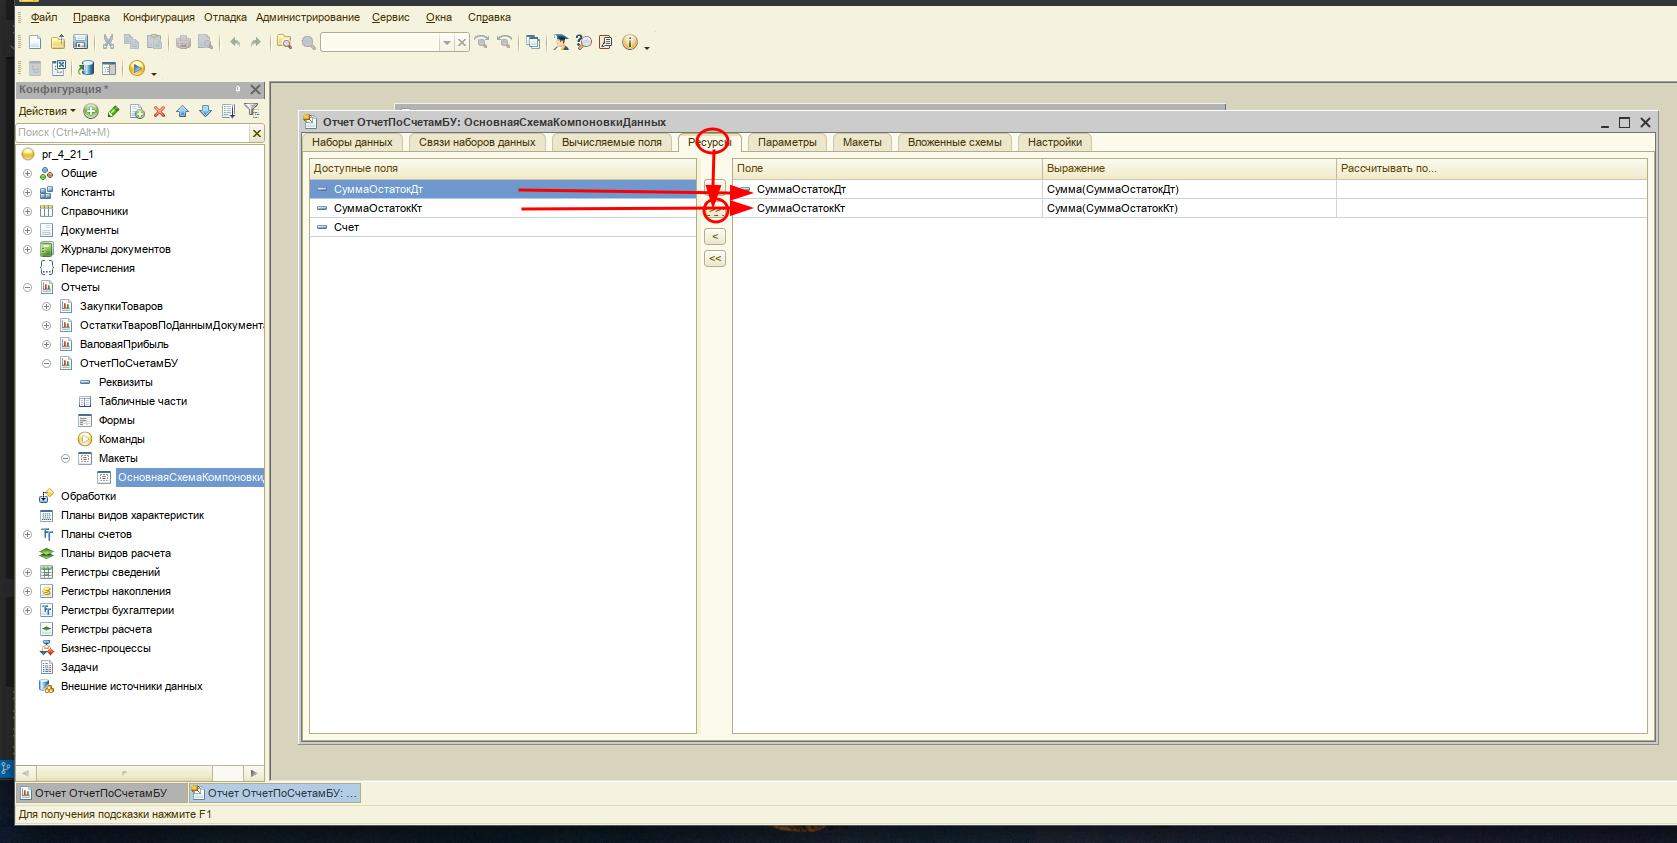 Файл Правка Конфигурация Отладка Администрирование Сервис Окна Справка
Конфигурация *
Действия
Поиск (Ctrl+Alt+M)
pr_4_21_1
Общие
Константы
Справочники
Документы
Журналы документов
Перечисления
Отчеты
ЗакупкиТоваров
ОстаткиТваровПоДаннымДокумент
ВаловаяПрибыль
ОтчетПоСчетамБУ
Реквизиты
Табличные части
Формы
Команды
Макеты
ОсновнаяСхемаКомпоновки
Обработки
Планы видов характеристик
Планы счетов
Планы видов расчета
Регистры сведений
Регистры накопления
Регистры бухгалтерии
Регистры расчета
Бизнес-процессы
Задачи
Внешние источники данных
Отчет ОтчетПоСчетамБУ: ОсновнаяСхемаКомпоновкиДанных
Наборы данных Связи наборов данных Вычисляемые поля Ресурсы Параметры Макеты Вложенные схемы Настройки
Доступные поля
СуммаОстатокДт
СуммаОстатокКт
Счет
<
<<
Поле Выражение Рассчитывать по...
СуммаОстатокДт Сумма(СуммаОстатокДт)
СуммаОстатокКт Сумма(СуммаОстатокКт)
Отчет ОтчетПоСчетамБУ Отчет ОтчетПоСчетамБУ: ...
Для получения подсказки нажмите F1